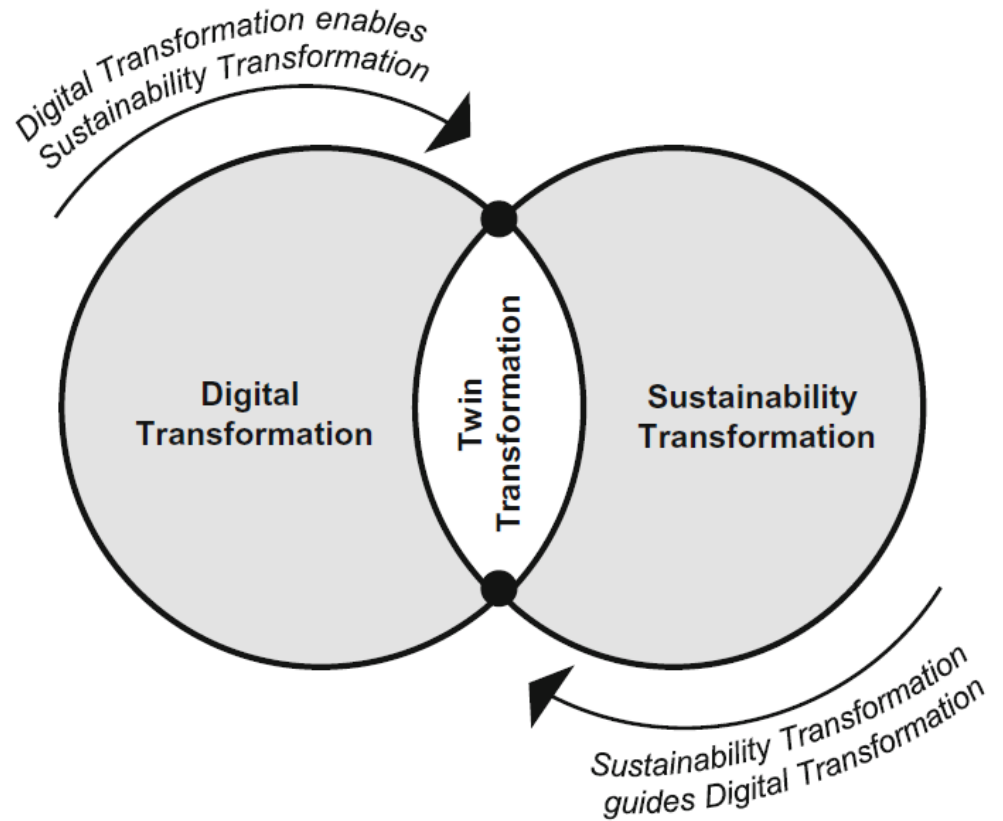 Digital Transformation enables
Sustainability Transformation
Digital
Transformation
Twin
Transformation
Sustainability
Transformation
Sustainability Transformation
guides Digital Transformation